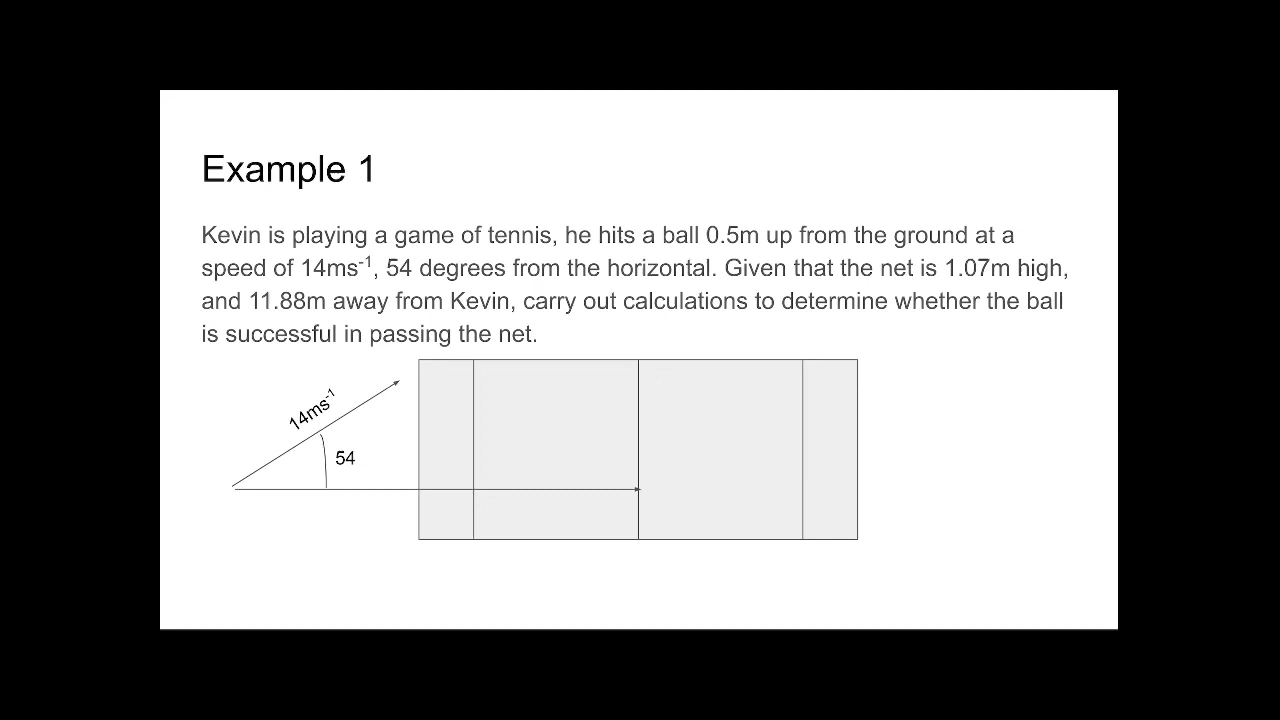 Example 1
Kevin is playing a game of tennis, he hits a ball 0.5m up from the ground at a
speed of 14ms⁻¹, 54 degrees from the horizontal. Given that the net is 1.07m high,
and 11.88m away from Kevin, carry out calculations to determine whether the ball
is successful in passing the net.
14ms⁻¹
54